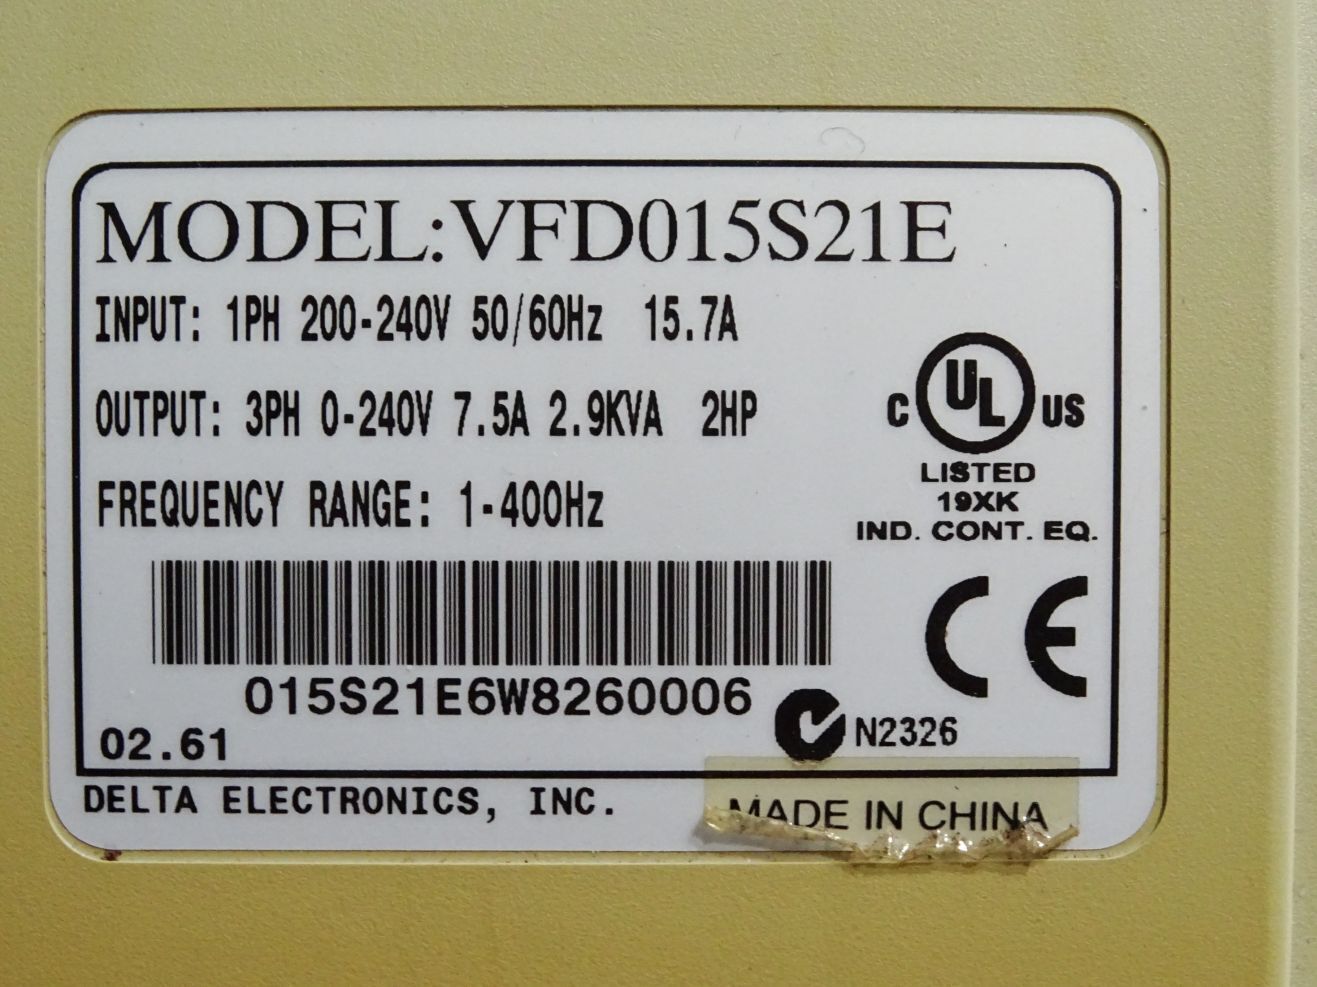 MODEL:VFD015S21E
INPUT: 1PH 200-240V 50/60Hz 15.7A
OUTPUT: 3PH 0-240V 7.5A 2.9KVA 2HP
FREQUENCY RANGE: 1-400Hz
C UL US
LISTED
19XK
IND. CONT. EQ.
CE
015S21E6W8260006
N2326
02.61
DELTA ELECTRONICS, INC.
MADE IN CHINA